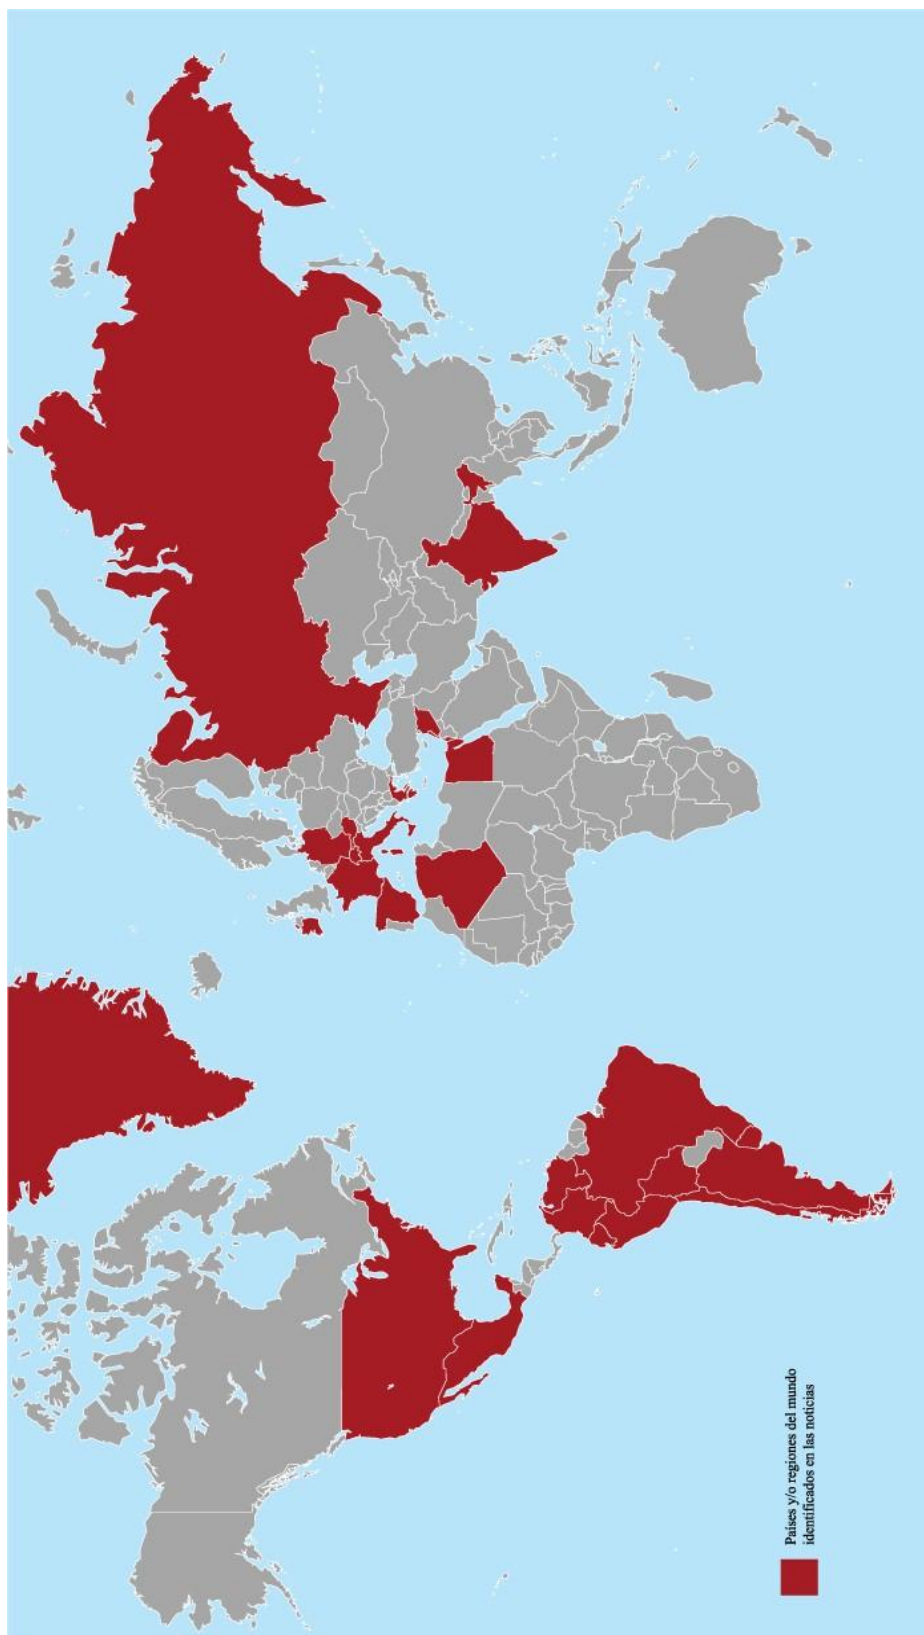 Países y/o regiones del mundo
identificados en las noticias